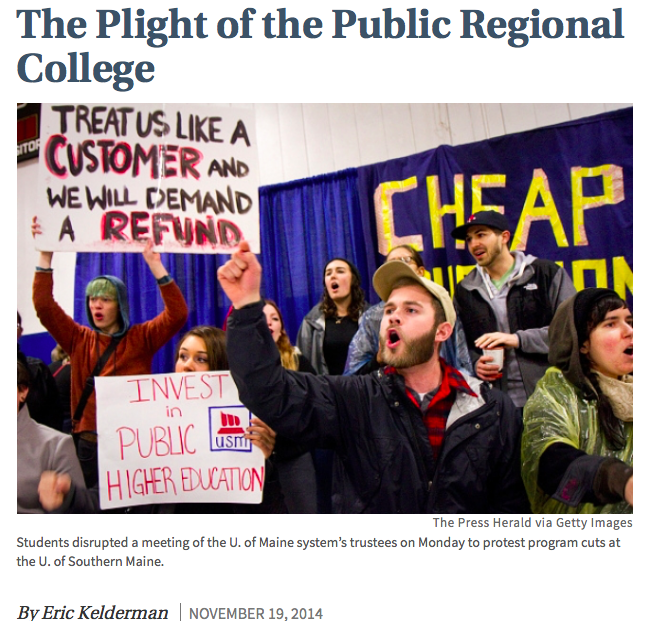 The Plight of the Public Regional
College
TREAT US LIKE A
CUSTOMER AND
WE WILL DEMAND
A REFUND
CHEAP
INVEST
in
PUBLIC
usm
HIGHER EDUCATION
The Press Herald via Getty Images
Students disrupted a meeting of the U. of Maine system's trustees on Monday to protest program cuts at
the U. of Southern Maine.
By Eric Kelderman | NOVEMBER 19, 2014